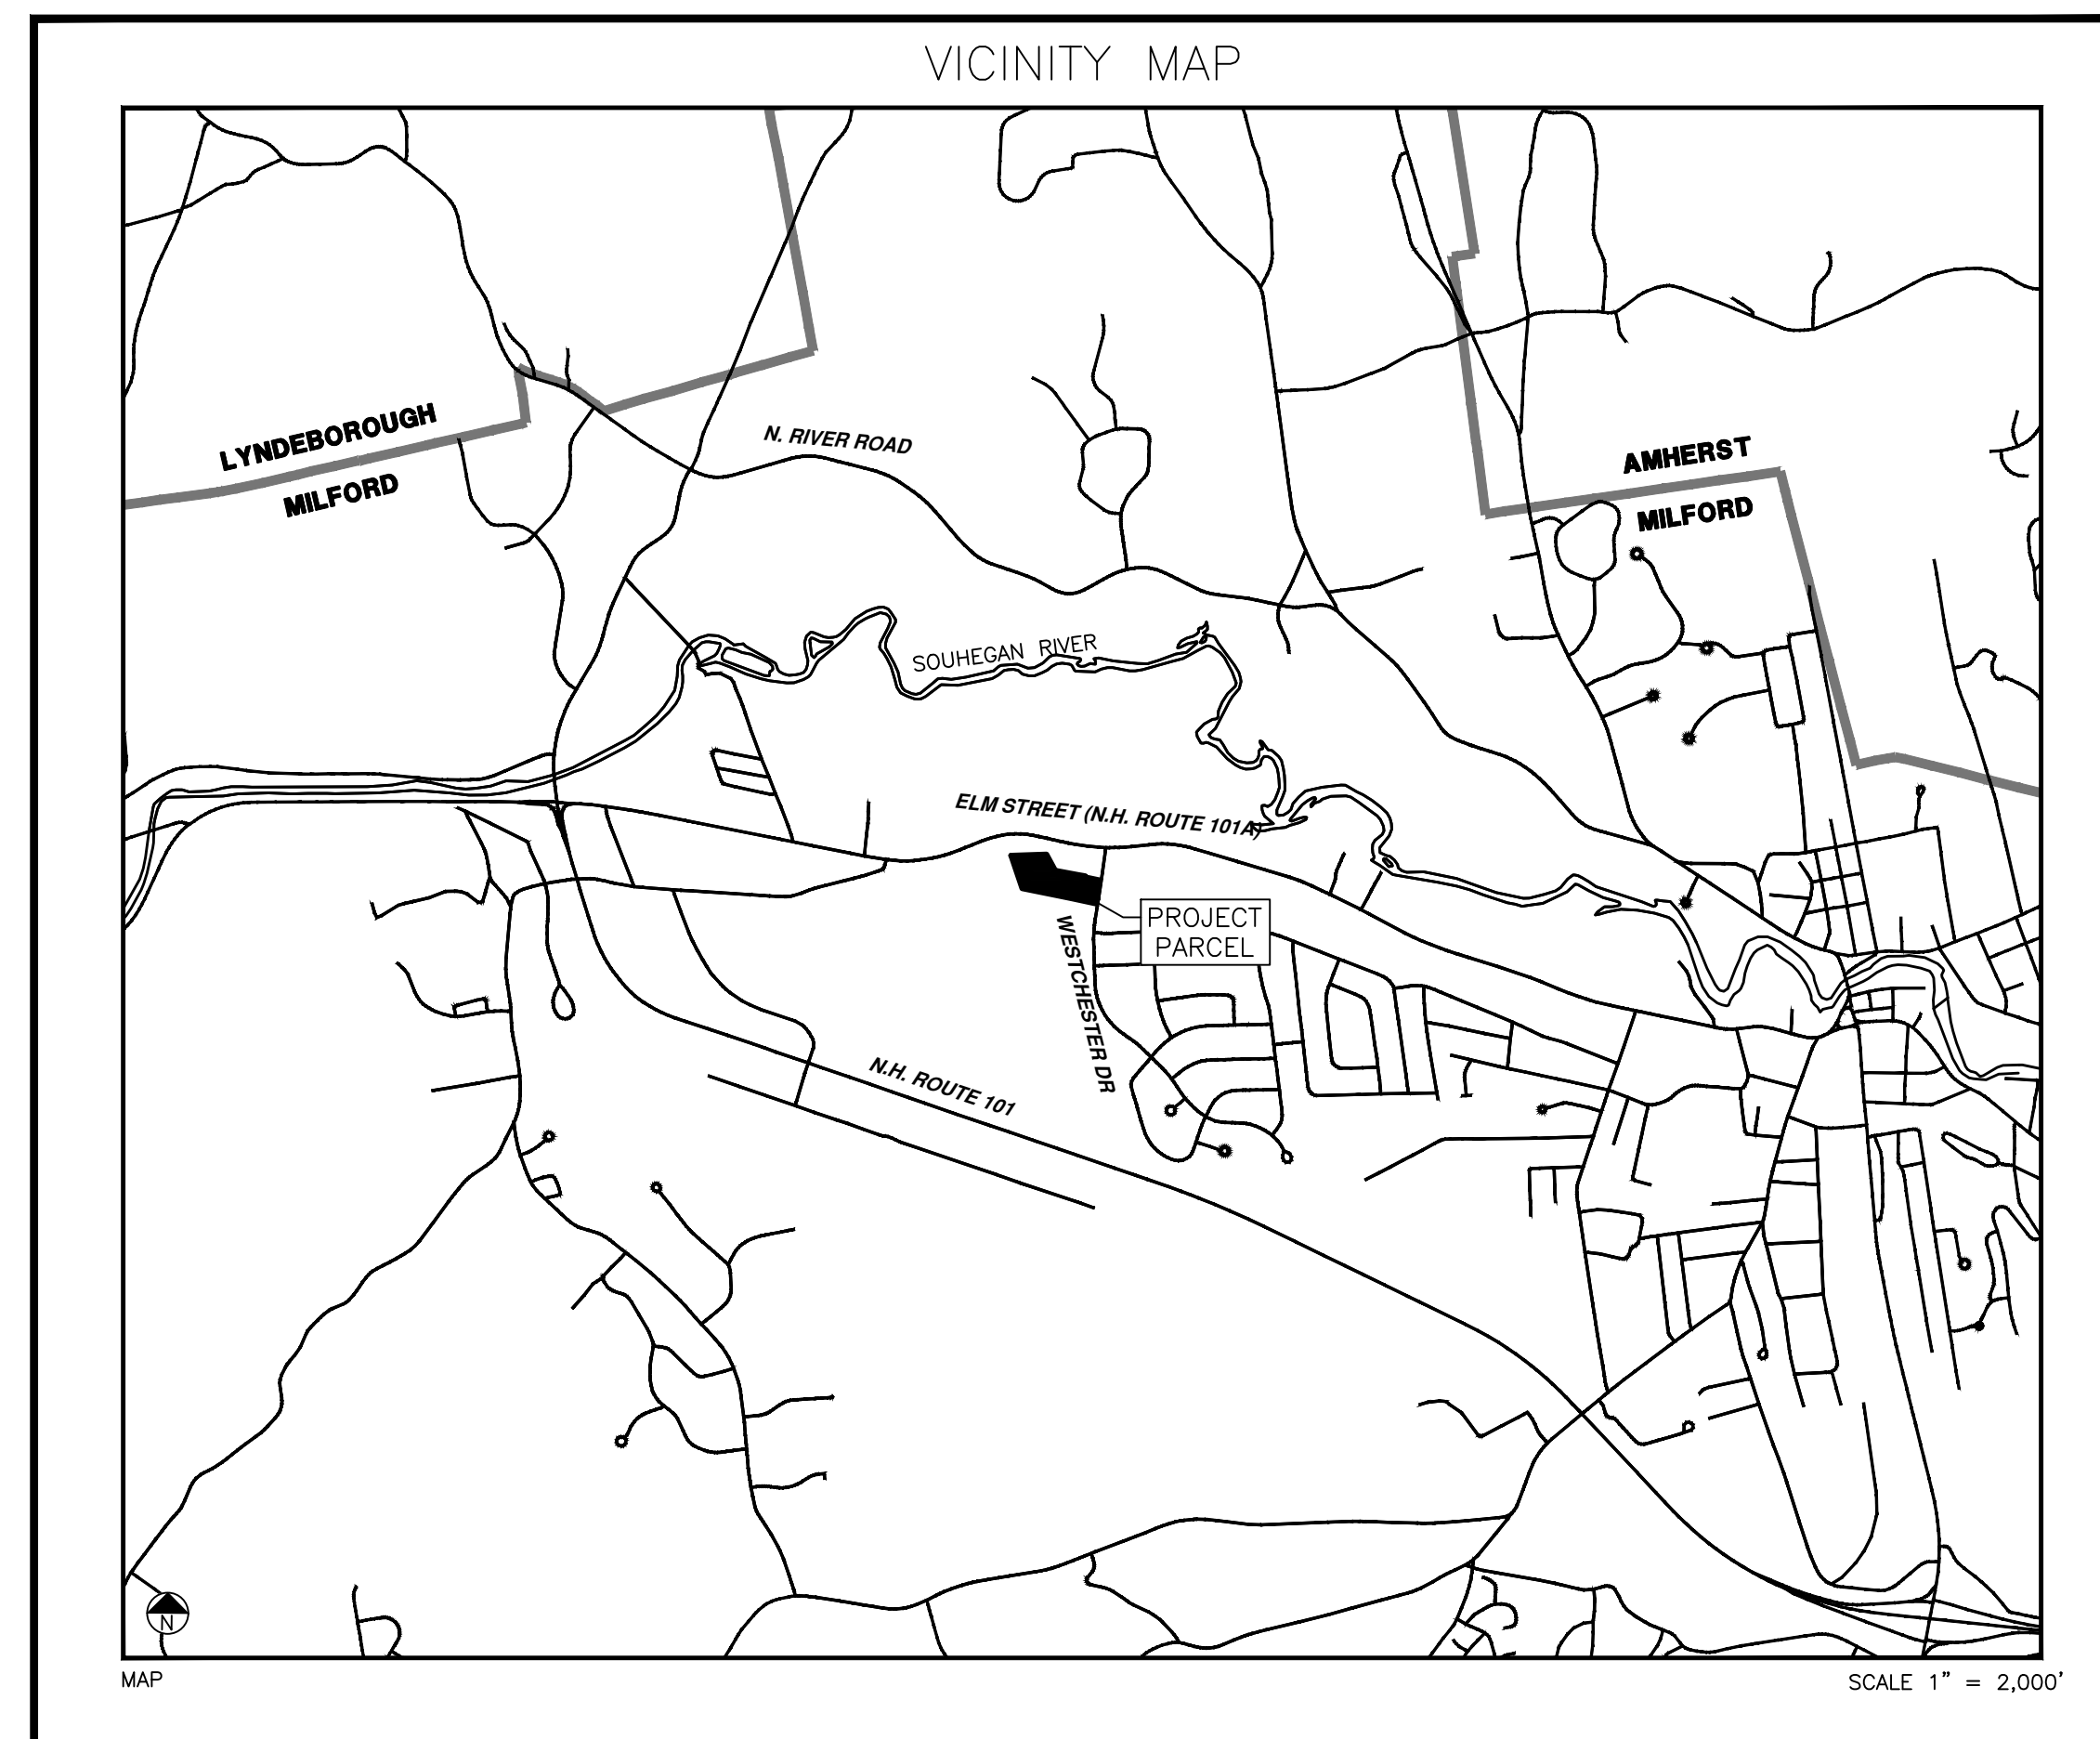 VICINITY MAP
LYNDEBOROUGH
MILFORD
N. RIVER ROAD
AMHERST
MILFORD
SOUHEGAN RIVER
ELM STREET (N.H. ROUTE 101A)
PROJECT
PARCEL
WESTCHESTER DR
N.H. ROUTE 101
N
MAP
SCALE 1" = 2,000'